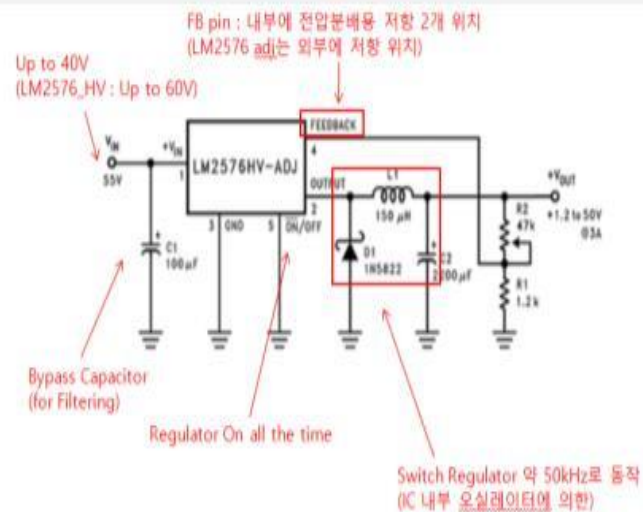 FB pin : 내부에 전압분배용 저항 2개 위치
(LM2576 adj는 외부에 저항 위치)
Up to 40V
(LM2576_HV : Up to 60V)
FEEDBACK
4
VIN
55V
+VIN
1
LM2576HV-ADJ
OUTPUT
2
L1
150 μH
+VOUT
+1.2 to 50V
@3A
3 GND
5 ON/OFF
C1
100μF
D1
1N5822
C2
2200μF
R2
47k
R1
1.2k
Bypass Capacitor
(for Filtering)
Regulator On all the time
Switch Regulator 약 50kHz로 동작
(IC 내부 오실레이터에 의한)